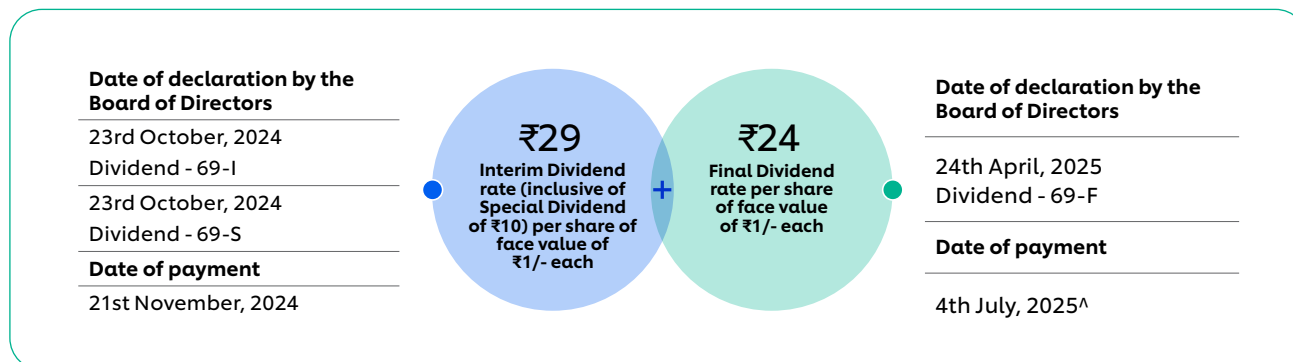 Date of declaration by the
Board of Directors
23rd October, 2024
Dividend - 69-I
23rd October, 2024
Dividend - 69-S
Date of payment
21st November, 2024
₹29
Interim Dividend
rate (inclusive of
Special Dividend
of ₹10) per share of
face value of
₹1/- each
+
₹24
Final Dividend
rate per share
of face value
of ₹1/- each
Date of declaration by the
Board of Directors
24th April, 2025
Dividend - 69-F
Date of payment
4th July, 2025^